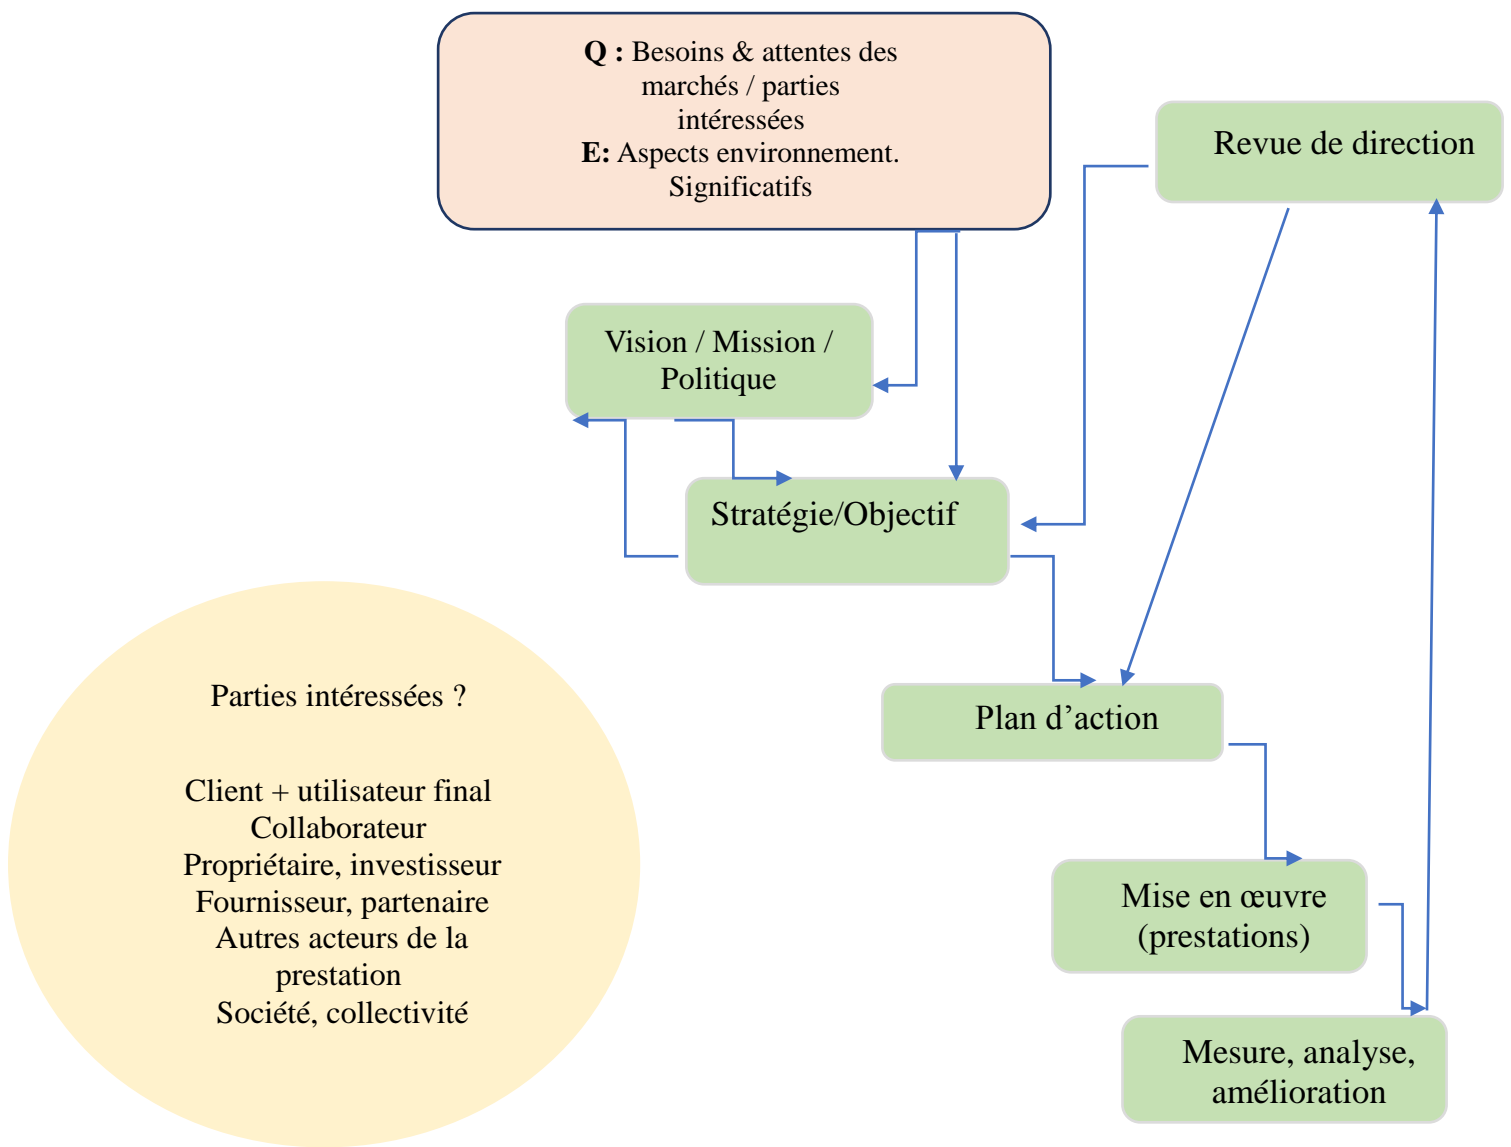 Q : Besoins & attentes des
marchés / parties
intéressées
E: Aspects environnement.
Significatifs
Revue de direction
Vision / Mission /
Politique
Stratégie/Objectif
Parties intéressées ?
Client + utilisateur final
Collaborateur
Propriétaire, investisseur
Fournisseur, partenaire
Autres acteurs de la
prestation
Société, collectivité
Plan d’action
Mise en œuvre
(prestations)
Mesure, analyse,
amélioration